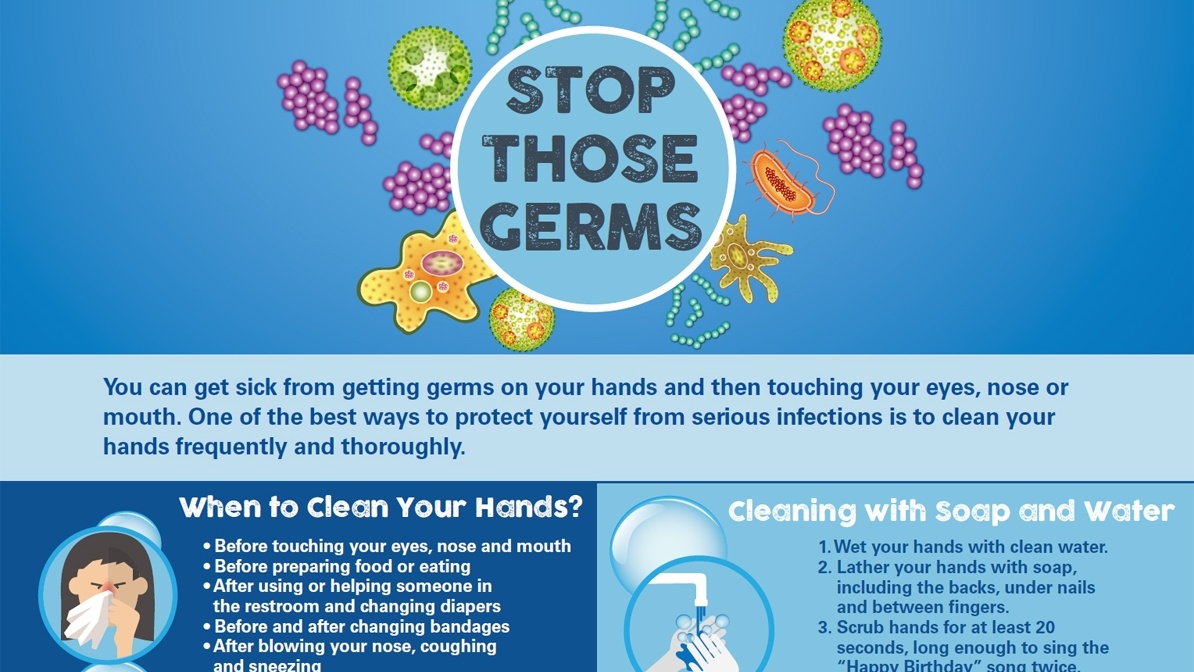 STOP
THOSE
GERMS
You can get sick from getting germs on your hands and then touching your eyes, nose or
mouth. One of the best ways to protect yourself from serious infections is to clean your
hands frequently and thoroughly.
When to Clean Your Hands?
• Before touching your eyes, nose and mouth
• Before preparing food or eating
• After using or helping someone in
the restroom and changing diapers
• Before and after changing bandages
• After blowing your nose, coughing
and sneezing
Cleaning with Soap and Water
1. Wet your hands with clean water.
2. Lather your hands with soap,
including the backs, under nails
and between fingers.
3. Scrub hands for at least 20
seconds, long enough to sing the
“Happy Birthday” song twice.